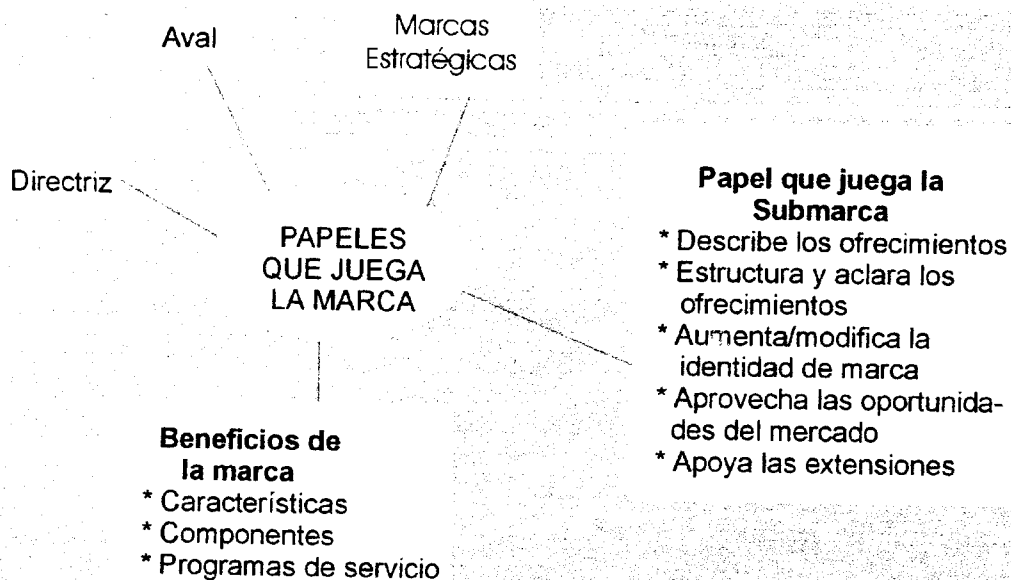 Aval
Marcas
Estratégicas
Directriz
PAPELES
QUE JUEGA
LA MARCA
Papel que juega la
Submarca
* Describe los ofrecimientos
* Estructura y aclara los
ofrecimientos
* Aumenta/modifica la
identidad de marca
* Aprovecha las oportunida-
des del mercado
* Apoya las extensiones
Beneficios de
la marca
* Características
* Componentes
* Programas de servicio